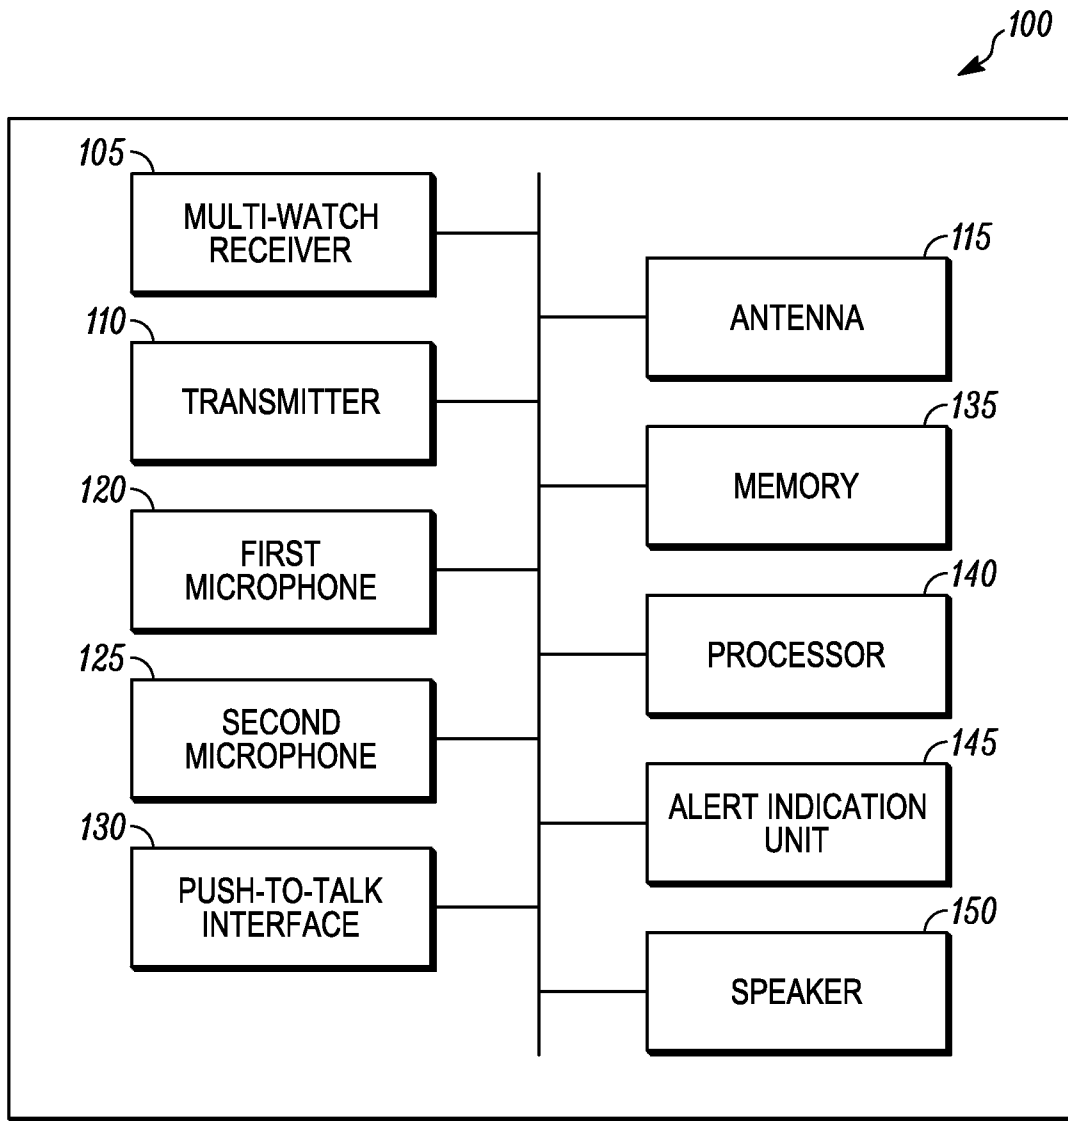 100
105
MULTI-WATCH
RECEIVER
110
TRANSMITTER
120
FIRST
MICROPHONE
125
SECOND
MICROPHONE
130
PUSH-TO-TALK
INTERFACE
115
ANTENNA
135
MEMORY
140
PROCESSOR
145
ALERT INDICATION
UNIT
150
SPEAKER